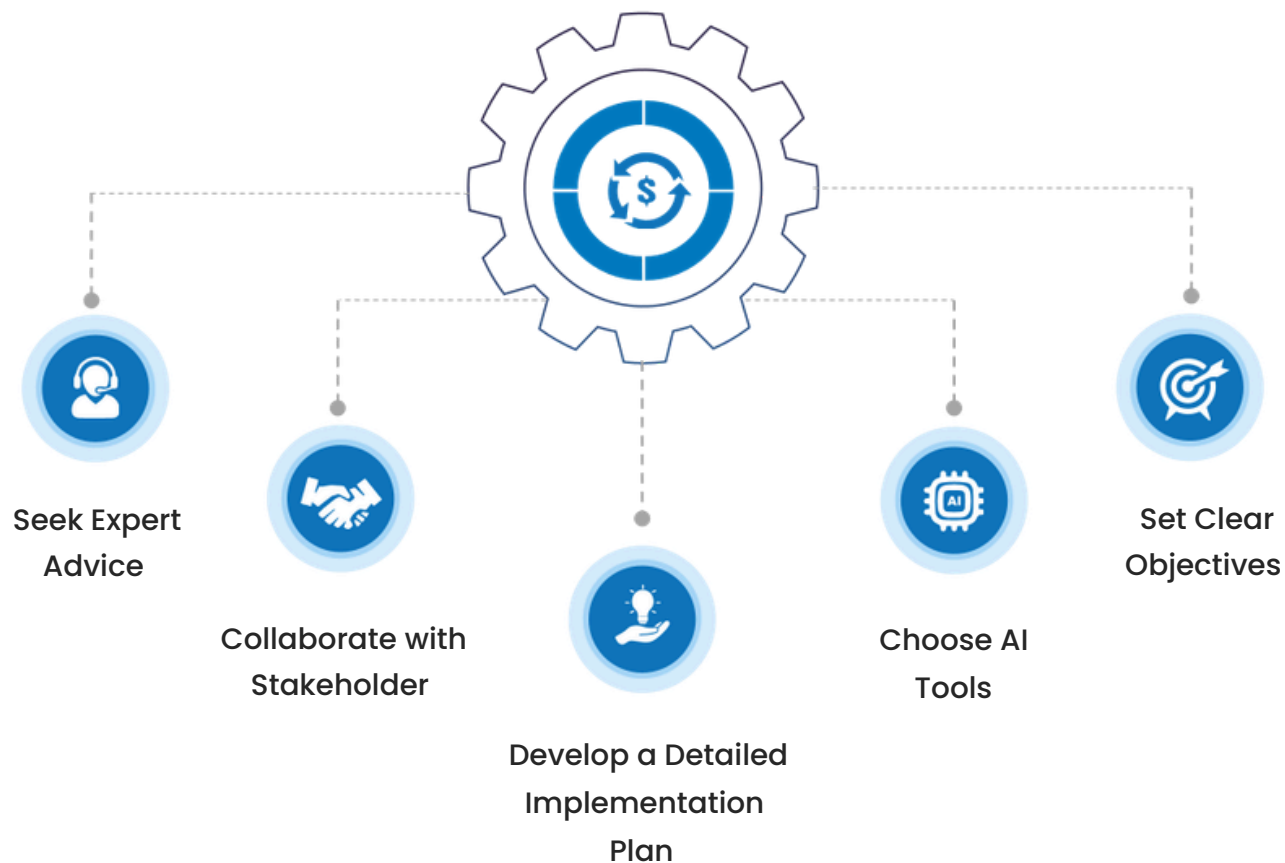 $
Seek Expert
Advice
Collaborate with
Stakeholder
Develop a Detailed
Implementation
Plan
AI
Choose AI
Tools
Set Clear
Objectives